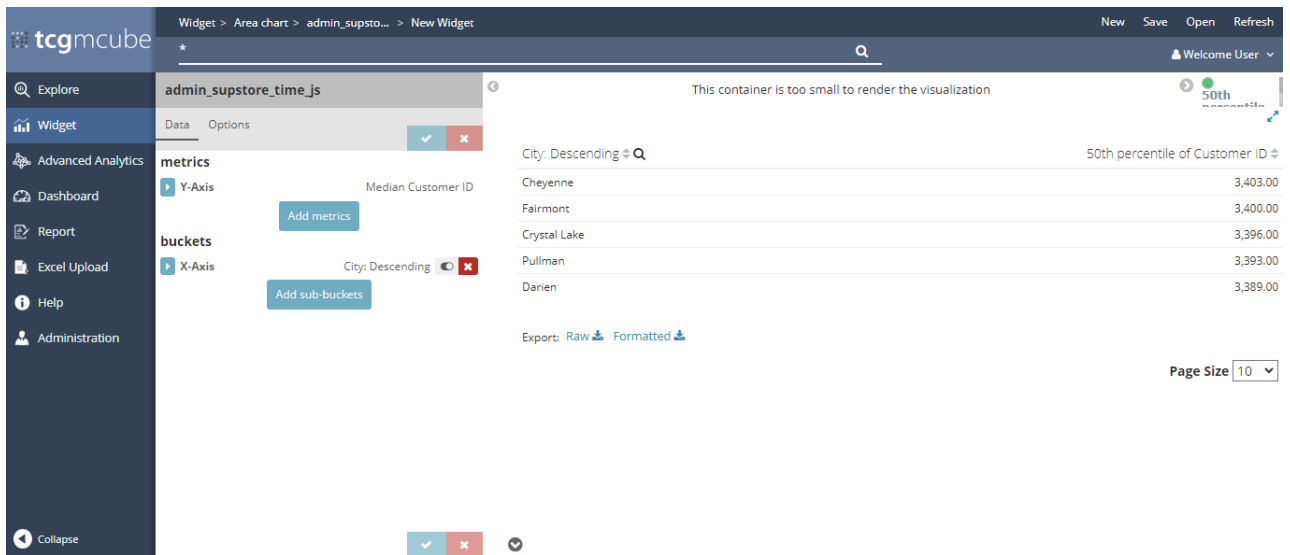 tcgmcube
Widget > Area chart > admin_supsto... > New Widget
New Save Open Refresh
*
Welcome User
Explore
Widget
Advanced Analytics
Dashboard
Report
Excel Upload
Help
Administration
Collapse
admin_supstore_time_js
Data Options
metrics
Y-Axis Median Customer ID
Add metrics
buckets
X-Axis City: Descending
Add sub-buckets
This container is too small to render the visualization
50th
percentile
City: Descending 50th percentile of Customer ID
Cheyenne 3,403.00
Fairmont 3,400.00
Crystal Lake 3,396.00
Pullman 3,393.00
Darien 3,389.00
Export: Raw Formatted
Page Size 10